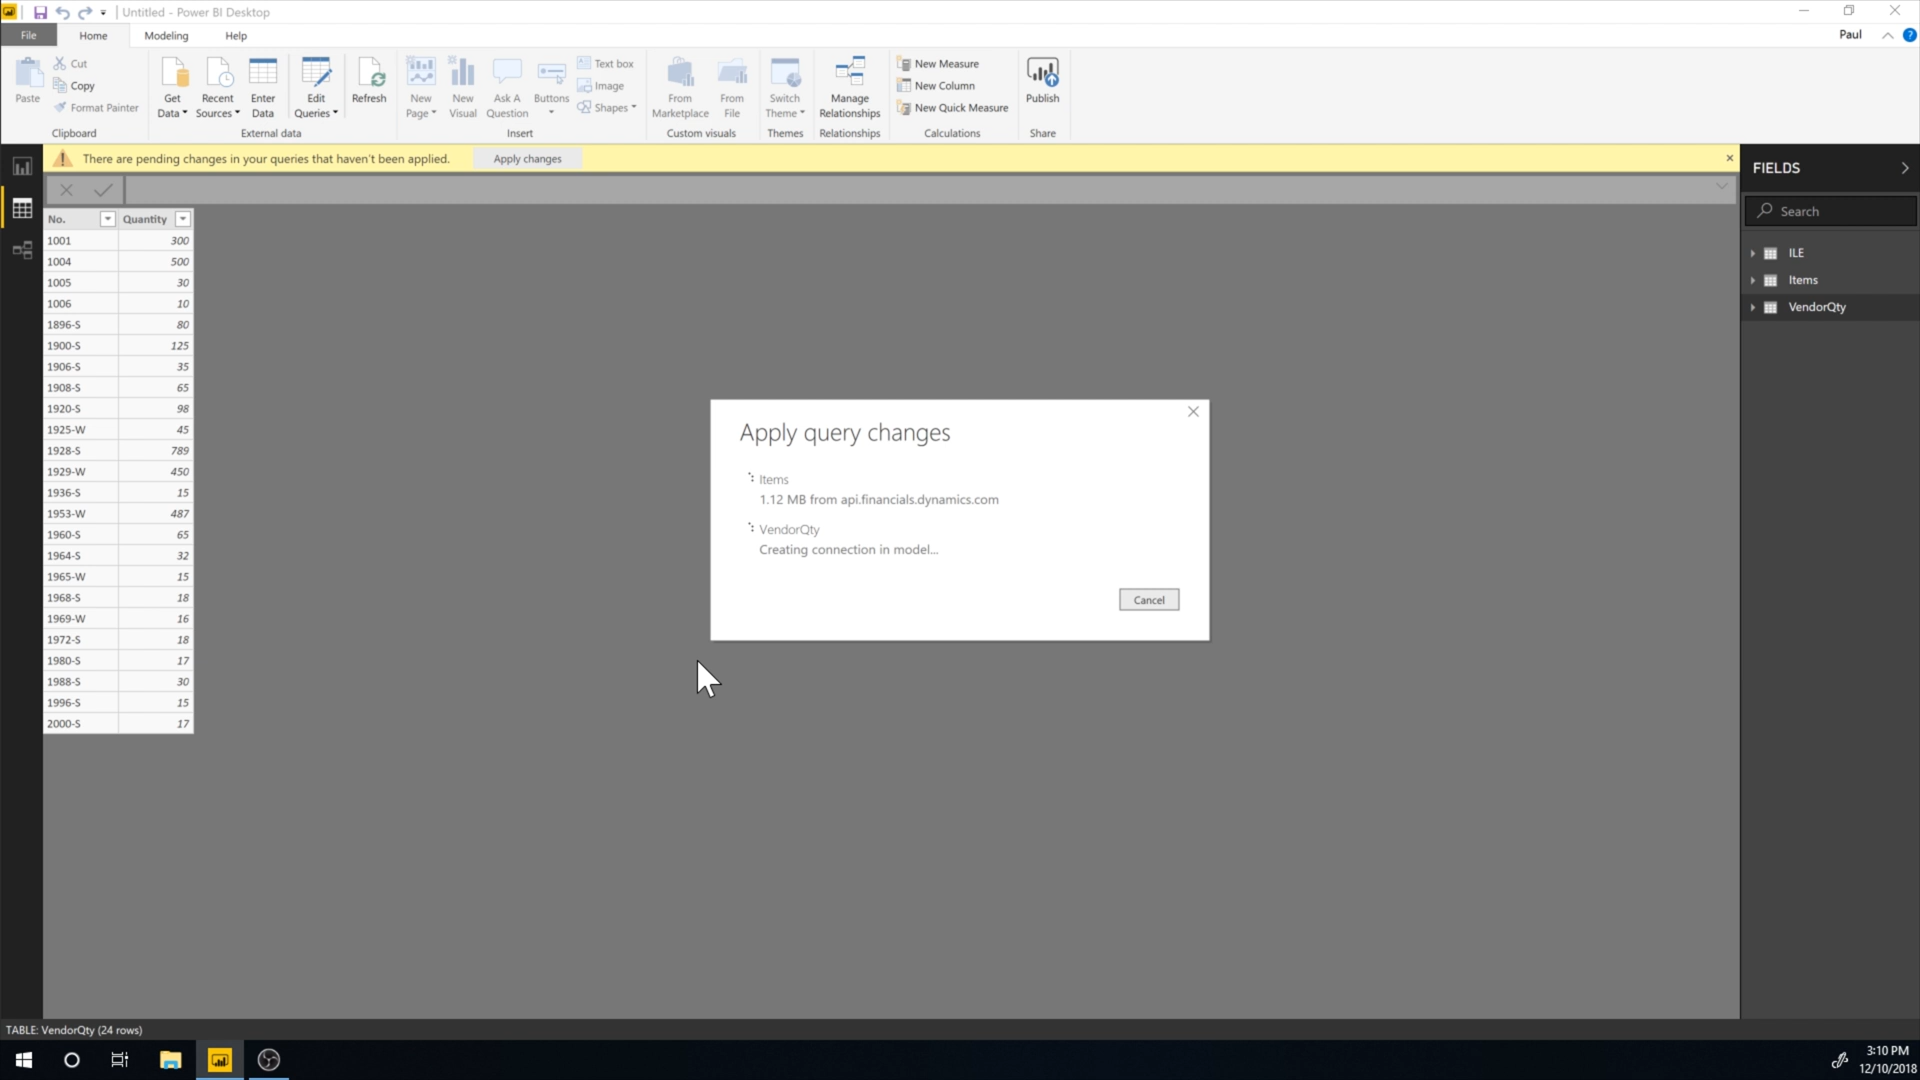 Untitled - Power BI Desktop
File
Home
Modeling
Help
Paul
?
Paste
Cut
Copy
Format Painter
Clipboard
Get Data
Recent Sources
Enter Data
External data
Edit Queries
Refresh
New Page
New Visual
Ask A Question
Buttons
Text box
Image
Shapes
Insert
From Marketplace
From File
Custom visuals
Switch Theme
Themes
Manage Relationships
Relationships
New Measure
New Column
New Quick Measure
Calculations
Publish
Share
There are pending changes in your queries that haven't been applied.
Apply changes
FIELDS
Search
ILE
Items
VendorQty
No. Quantity
1001 300
1004 500
1005 30
1006 10
1896-S 80
1900-S 125
1906-S 35
1908-S 65
1920-S 98
1925-W 45
1928-S 789
1929-W 450
1936-S 15
1953-W 487
1960-S 65
1964-S 32
1965-W 15
1968-S 18
1969-W 16
1972-S 18
1980-S 17
1988-S 30
1996-S 15
2000-S 17
Apply query changes
Items
1.12 MB from api.financials.dynamics.com
VendorQty
Creating connection in model...
Cancel
TABLE: VendorQty (24 rows)
3:10 PM
12/10/2018